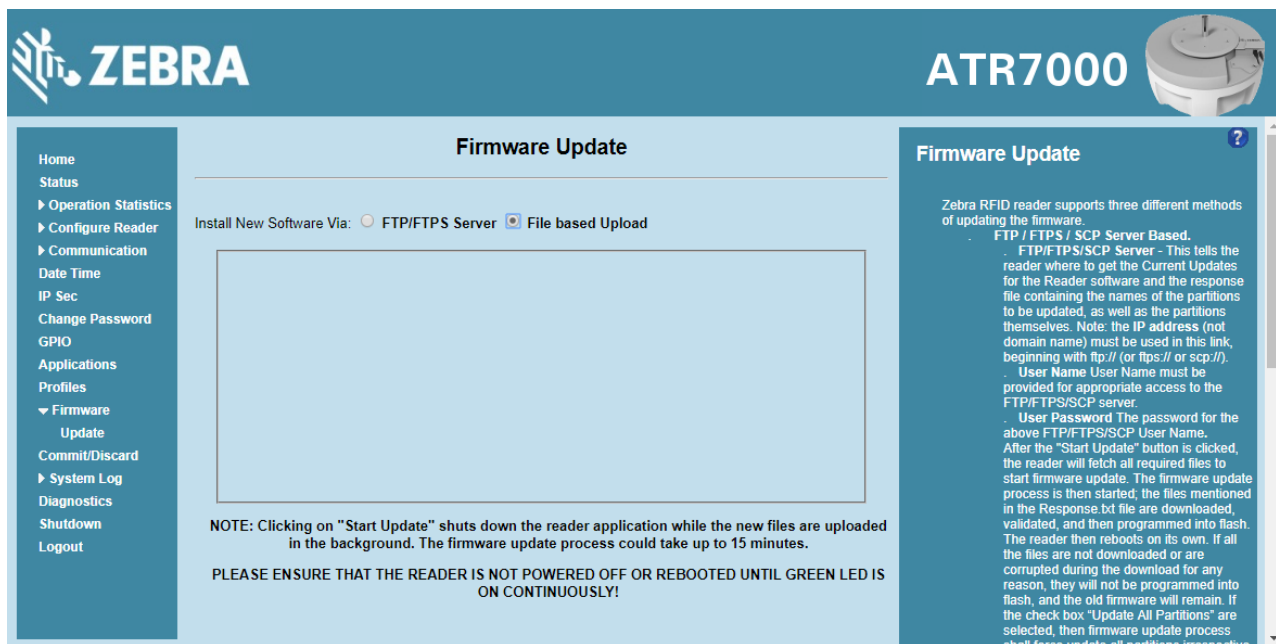 ZEBRA
ATR7000
Home
Status
Operation Statistics
Configure Reader
Communication
Date Time
IP Sec
Change Password
GPIO
Applications
Profiles
Firmware
Update
Commit/Discard
System Log
Diagnostics
Shutdown
Logout
Firmware Update
Install New Software Via: FTP/FTPS Server File based Upload
NOTE: Clicking on "Start Update" shuts down the reader application while the new files are uploaded
in the background. The firmware update process could take up to 15 minutes.
PLEASE ENSURE THAT THE READER IS NOT POWERED OFF OR REBOOTED UNTIL GREEN LED IS
ON CONTINUOUSLY!
?
Firmware Update
Zebra RFID reader supports three different methods
of updating the firmware.
. FTP / FTPS / SCP Server Based.
. FTP/FTPS/SCP Server - This tells the
reader where to get the Current Updates
for the Reader software and the response
file containing the names of the partitions
to be updated, as well as the partitions
themselves. Note: the IP address (not
domain name) must be used in this link,
beginning with ftp:// (or ftps:// or scp://).
. User Name User Name must be
provided for appropriate access to the
FTP/FTPS/SCP server.
. User Password The password for the
above FTP/FTPS/SCP User Name.
After the "Start Update" button is clicked,
the reader will fetch all required files to
start firmware update. The firmware update
process is then started; the files mentioned
in the Response.txt file are downloaded,
validated, and then programmed into flash.
The reader then reboots on its own. If all
the files are not downloaded or are
corrupted during the download for any
reason, they will not be programmed into
flash, and the old firmware will remain. If
the check box "Update All Partitions" are
selected, then firmware update process
shall force update all partitions irrespective